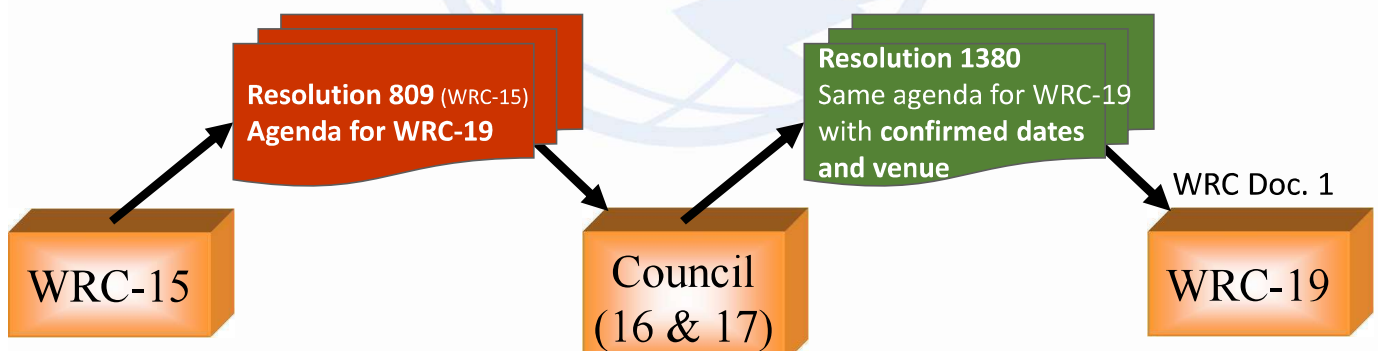 Resolution 809 (WRC-15)
Agenda for WRC-19
Resolution 1380
Same agenda for WRC-19
with confirmed dates
and venue
WRC Doc. 1
WRC-15
Council
(16 & 17)
WRC-19